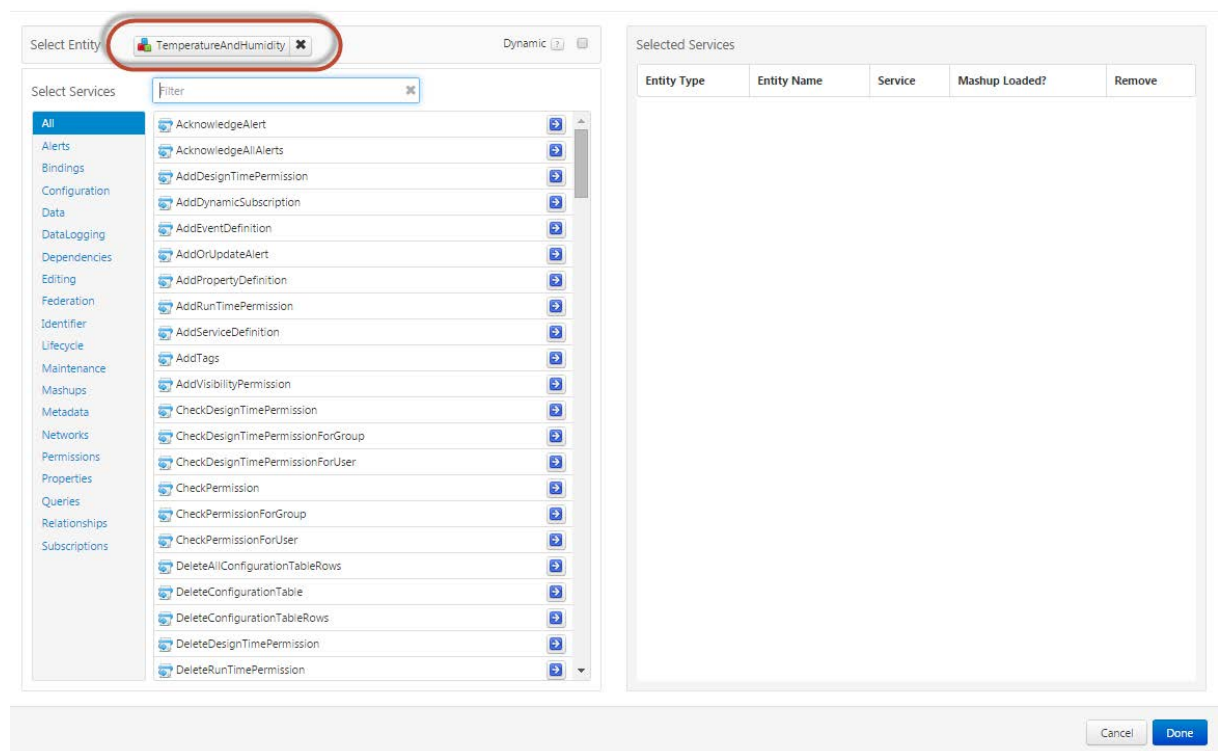 Select Entity
TemperatureAndHumidity
Dynamic ?
Select Services
Filter
All
Alerts
Bindings
Configuration
Data
DataLogging
Dependencies
Editing
Federation
Identifier
Lifecycle
Maintenance
Mashups
Metadata
Networks
Permissions
Properties
Queries
Relationships
Subscriptions
AcknowledgeAlert
AcknowledgeAllAlerts
AddDesignTimePermission
AddDynamicSubscription
AddEventDefinition
AddOrUpdateAlert
AddPropertyDefinition
AddRunTimePermission
AddServiceDefinition
AddTags
AddVisibilityPermission
CheckDesignTimePermission
CheckDesignTimePermissionForGroup
CheckDesignTimePermissionForUser
CheckPermission
CheckPermissionForGroup
CheckPermissionForUser
DeleteAllConfigurationTableRows
DeleteConfigurationTable
DeleteConfigurationTableRows
DeleteDesignTimePermission
DeleteRunTimePermission
Selected Services
Entity Type Entity Name Service Mashup Loaded? Remove
Cancel Done